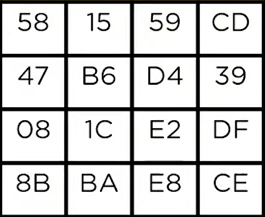 58 15 59 CD
47 B6 D4 39
08 1C E2 DF
8B BA E8 CE